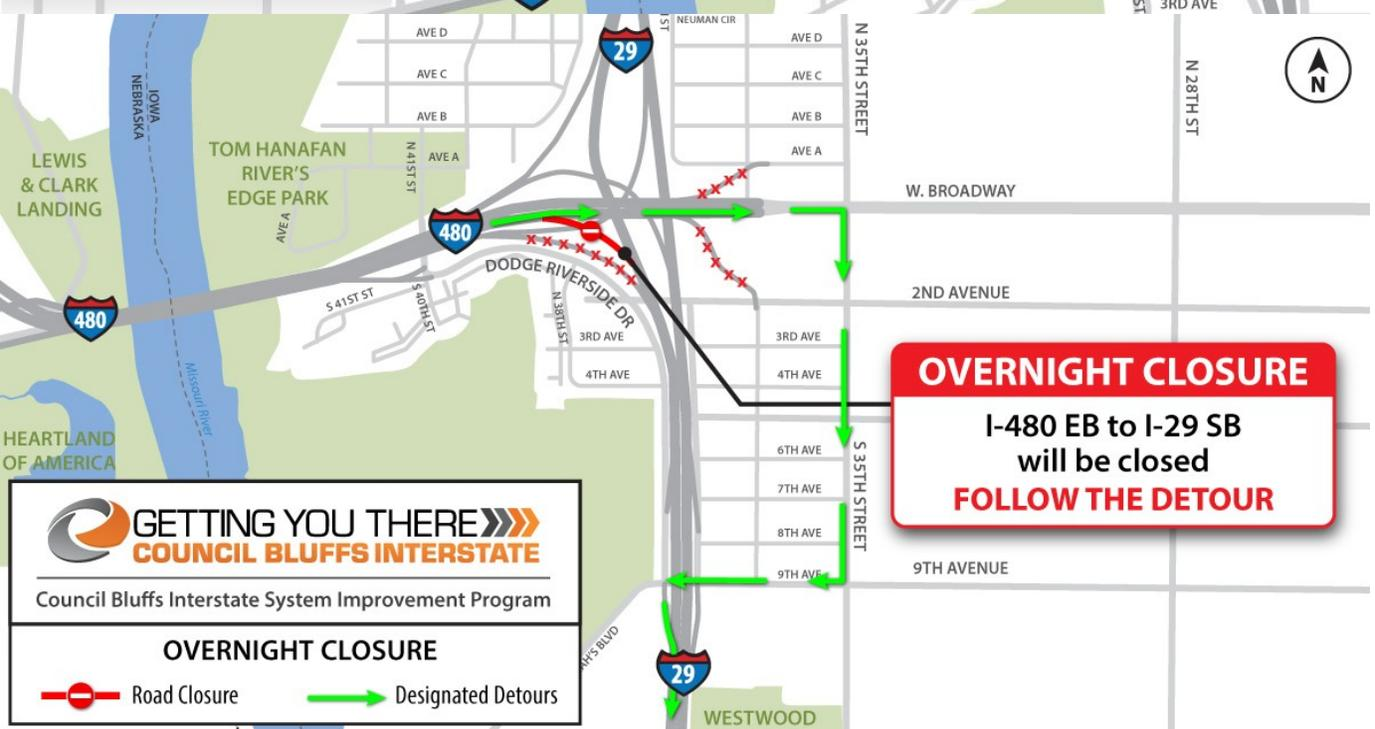 3RD AVE
ST
NEUMAN CIR
ST
AVE D
29
AVE D
N 35TH STREET
N 28TH ST
N
AVE C
AVE C
IOWA
NEBRASKA
AVE B
AVE B
LEWIS
& CLARK
LANDING
TOM HANAFAN
RIVER'S
EDGE PARK
N 41ST ST
AVE A
AVE A
AVE A
W. BROADWAY
480
DODGE RIVERSIDE DR
480
S 41ST ST
S 40TH ST
N 38TH ST
2ND AVENUE
3RD AVE
3RD AVE
4TH AVE
4TH AVE
Missouri River
OVERNIGHT CLOSURE
I-480 EB to I-29 SB
will be closed
FOLLOW THE DETOUR
HEARTLAND
OF AMERICA
6TH AVE
S 35TH STREET
7TH AVE
8TH AVE
9TH AVE
9TH AVENUE
GETTING YOU THERE
COUNCIL BLUFFS INTERSTATE
Council Bluffs Interstate System Improvement Program
OVERNIGHT CLOSURE
Road Closure
Designated Detours
BLVD
29
WESTWOOD